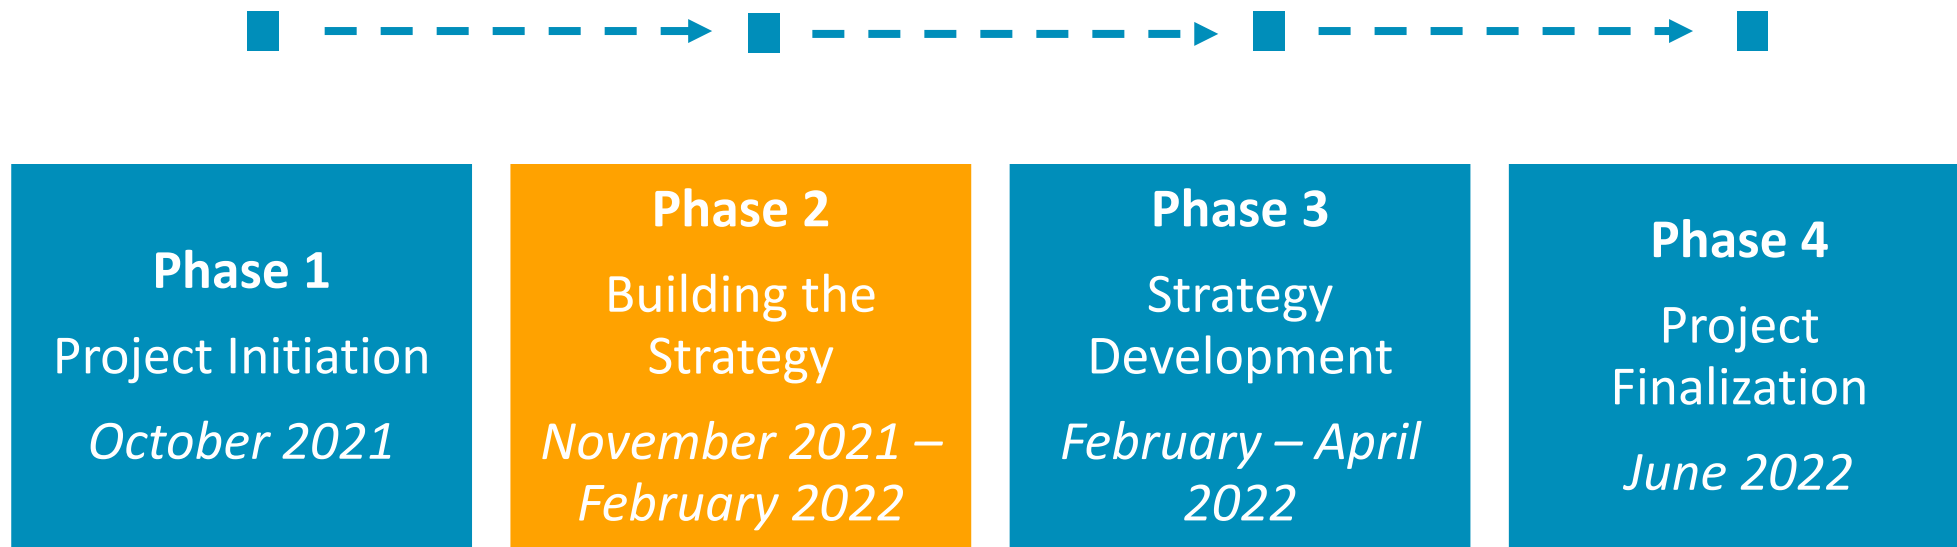 Phase 1
Project Initiation
October 2021
Phase 2
Building the
Strategy
November 2021 –
February 2022
Phase 3
Strategy
Development
February – April
2022
Phase 4
Project
Finalization
June 2022